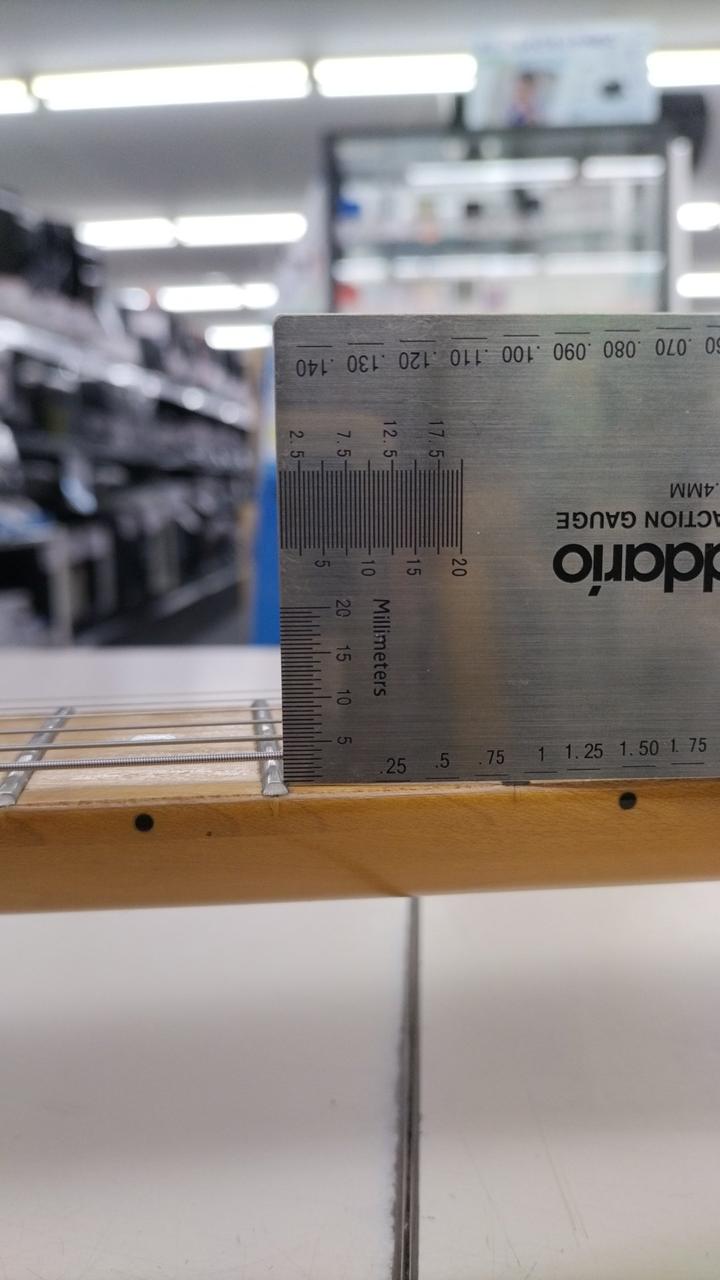 .140 .130 .120 .110 .100 .090 .080 .070
2.5 7.5 12.5 17.5
.4MM
ACTION GAUGE
ddario
5 10 15 20
Millimeters
20
15
10
5
.25 .5 .75 1 1.25 1.50 1.75